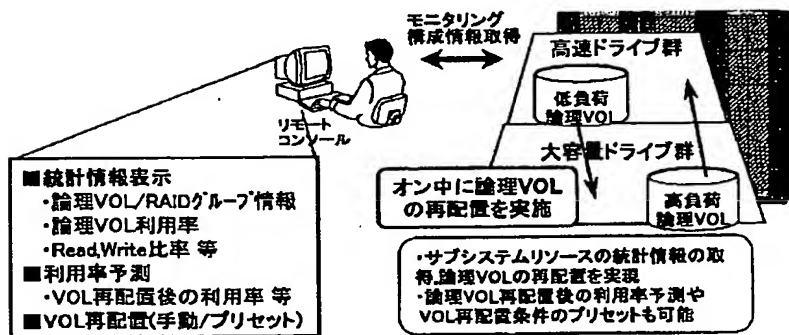 モニタリング
構成情報取得
高速ドライブ群
低負荷
論理VOL
大容量ドライブ群
リモート
コンソール
オン中に論理VOL
の再配置を実施
高負荷
論理VOL
■統計情報表示
・論理VOL/RAIDグループ情報
・論理VOL利用率
・Read,Write比率 等
■利用率予測
・VOL再配置後の利用率 等
■VOL再配置(手動/プリセット)
・サブシステムリソースの統計情報の取
得,論理VOLの再配置を実現
・論理VOL再配置後の利用率予測や
VOL再配置条件のプリセットも可能